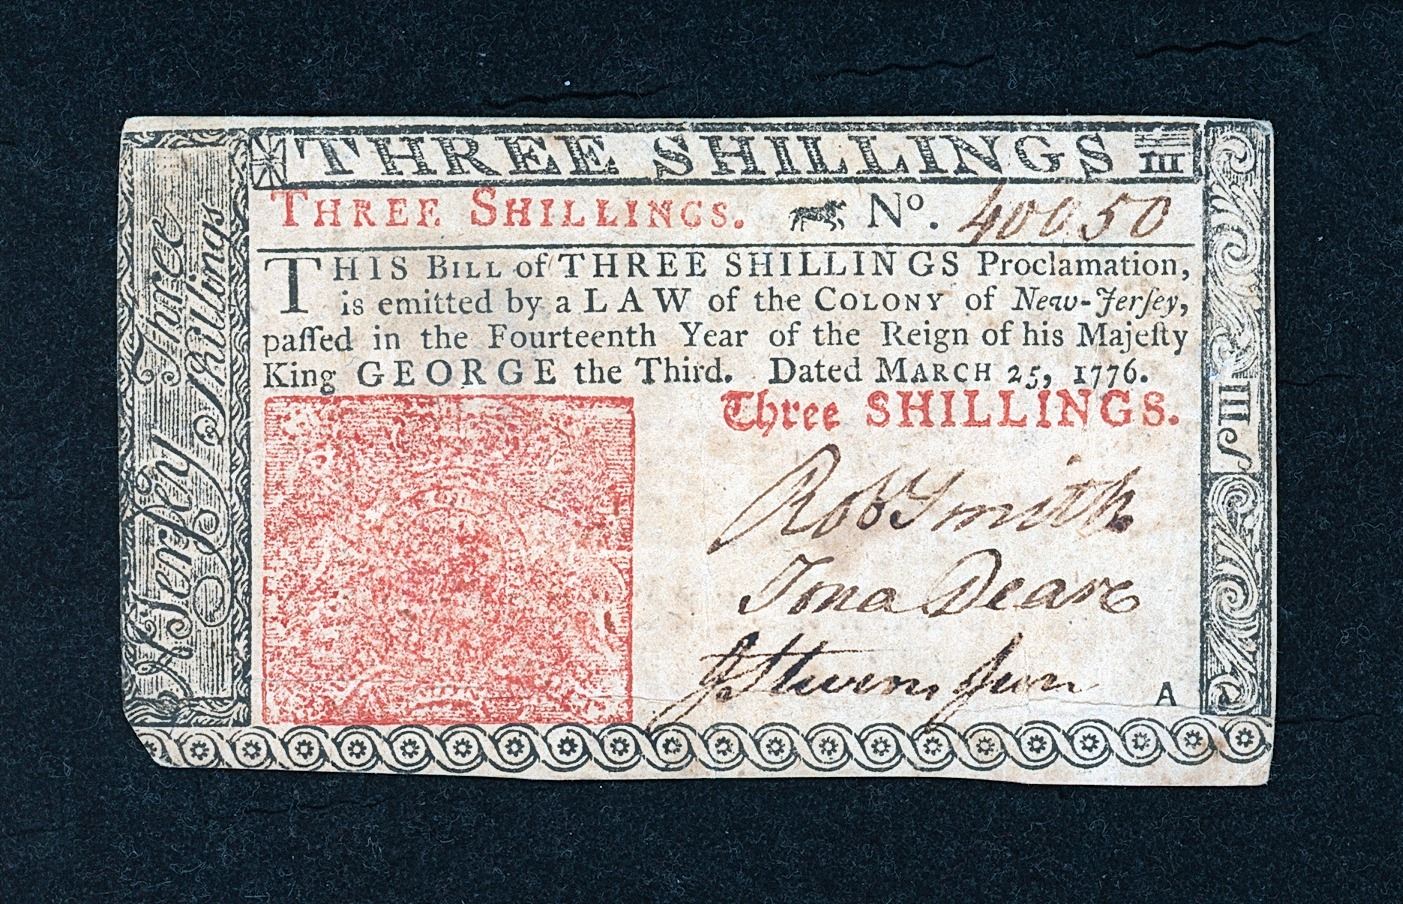 THREE SHILLINGS III
THREE SHILLINGS. No. 40050
THIS BILL of THREE SHILLINGS Proclamation,
is emitted by a LAW of the COLONY of New-Jerſey,
paſſed in the Fourteenth Year of the Reign of his Majeſty
King GEORGE the Third. Dated MARCH 25, 1776.
Three SHILLINGS.
Robt Smith
Jona Deare
J Stevens Jun
A
N. Jerſey Three
Shillings
III S